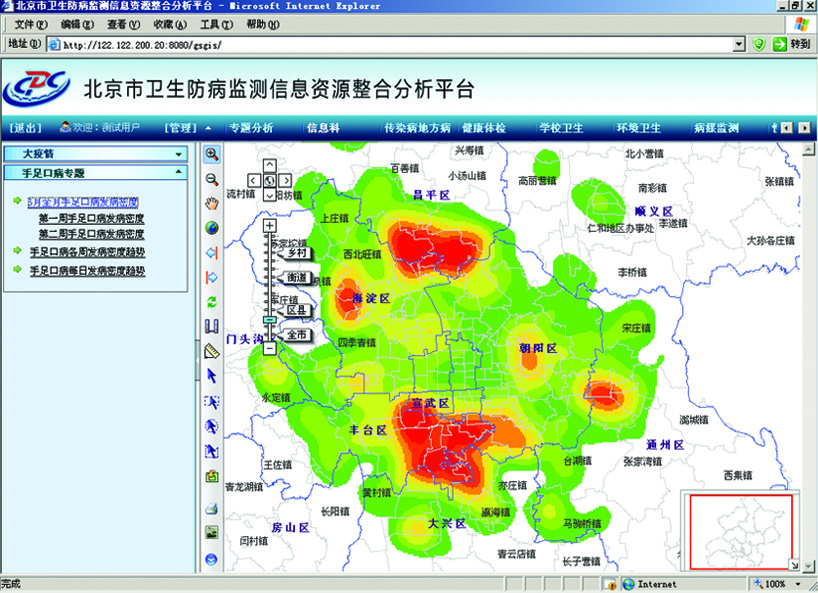 北京市卫生防病监测信息资源整合分析平台 - Microsoft Internet Explorer
文件(F) 编辑(E) 查看(V) 收藏(A) 工具(T) 帮助(H)
地址(D) http://122.122.200.20:8080/gsgis/ 转到
CDC 北京市卫生防病监测信息资源整合分析平台
[退出] 欢迎:测试用户 [管理] 专题分析 信息科 传染病地方病 健康体检 学校卫生 环境卫生 病媒监测
大疫情
手足口病专题
第一周手足口病发病密度
第二周手足口病发病密度
手足口病各周发病密度趋势
手足口病每日发病密度趋势
兴寿镇
北小营镇
百善镇
小汤山镇
高丽营镇
张镇镇
流村镇
阳坊镇
昌平区
南彩镇
上庄镇
顺义区
李遂镇
仁和地区办事处
苏家坨镇
大孙各庄镇
乡村
西北旺镇
李桥镇
街道
泉镇
军庄镇
海淀区
区县
宋庄镇
全市
门头沟
四季青镇
朝阳区
永定镇
宣武区
潞城镇
丰台区
通州区
王佐镇
台湖镇
张家湾镇
西集镇
青龙湖镇
黄村镇
亦庄镇
长阳镇
瀛海镇
房山区
大兴区
马驹桥镇
闫村镇
青云店镇
长子营镇
完成 Internet 100%